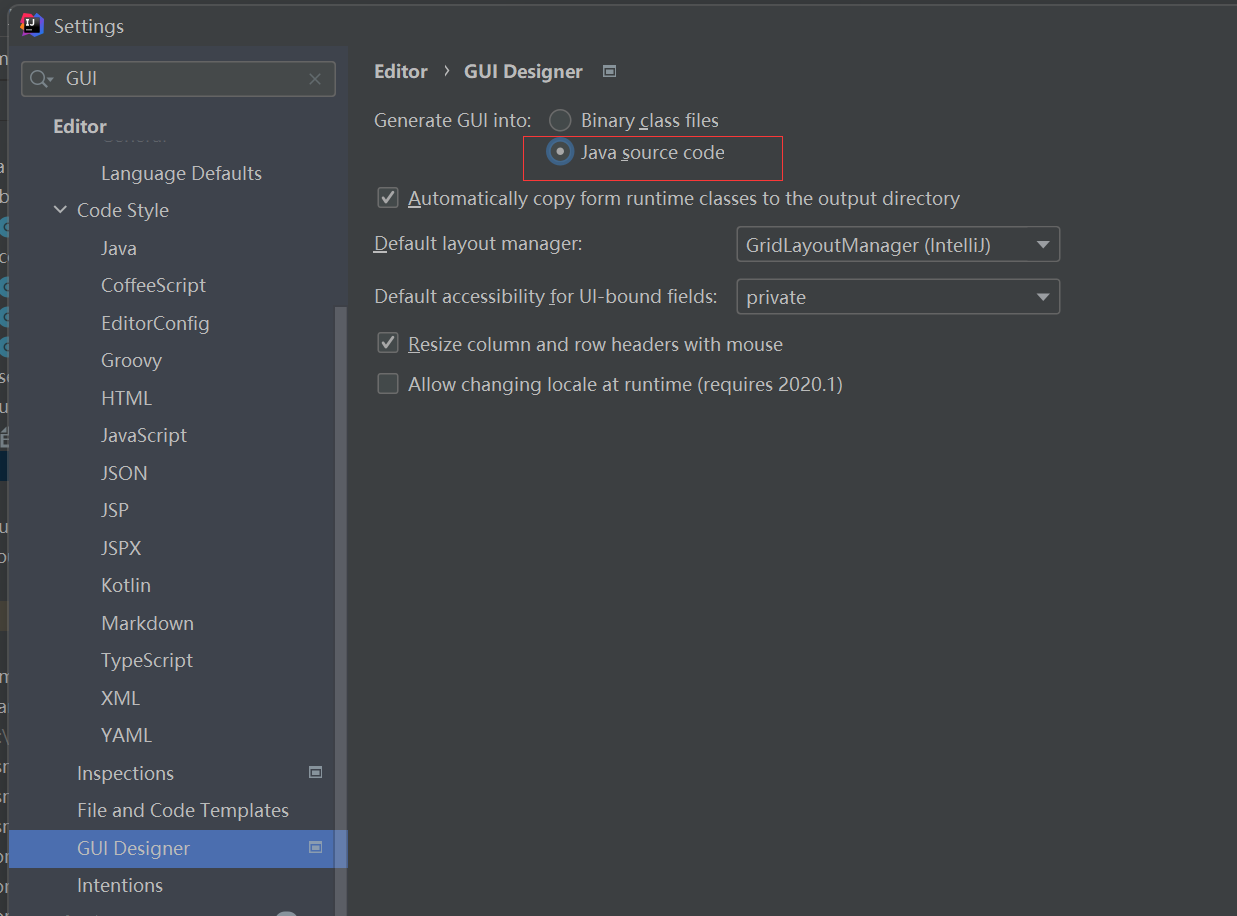 Settings
GUI
Editor
Language Defaults
Code Style
Java
CoffeeScript
EditorConfig
Groovy
HTML
JavaScript
JSON
JSP
JSPX
Kotlin
Markdown
TypeScript
XML
YAML
Inspections
File and Code Templates
GUI Designer
Intentions
Editor › GUI Designer
Generate GUI into: Binary class files
Java source code
Automatically copy form runtime classes to the output directory
Default layout manager: GridLayoutManager (IntelliJ)
Default accessibility for UI-bound fields: private
Resize column and row headers with mouse
Allow changing locale at runtime (requires 2020.1)